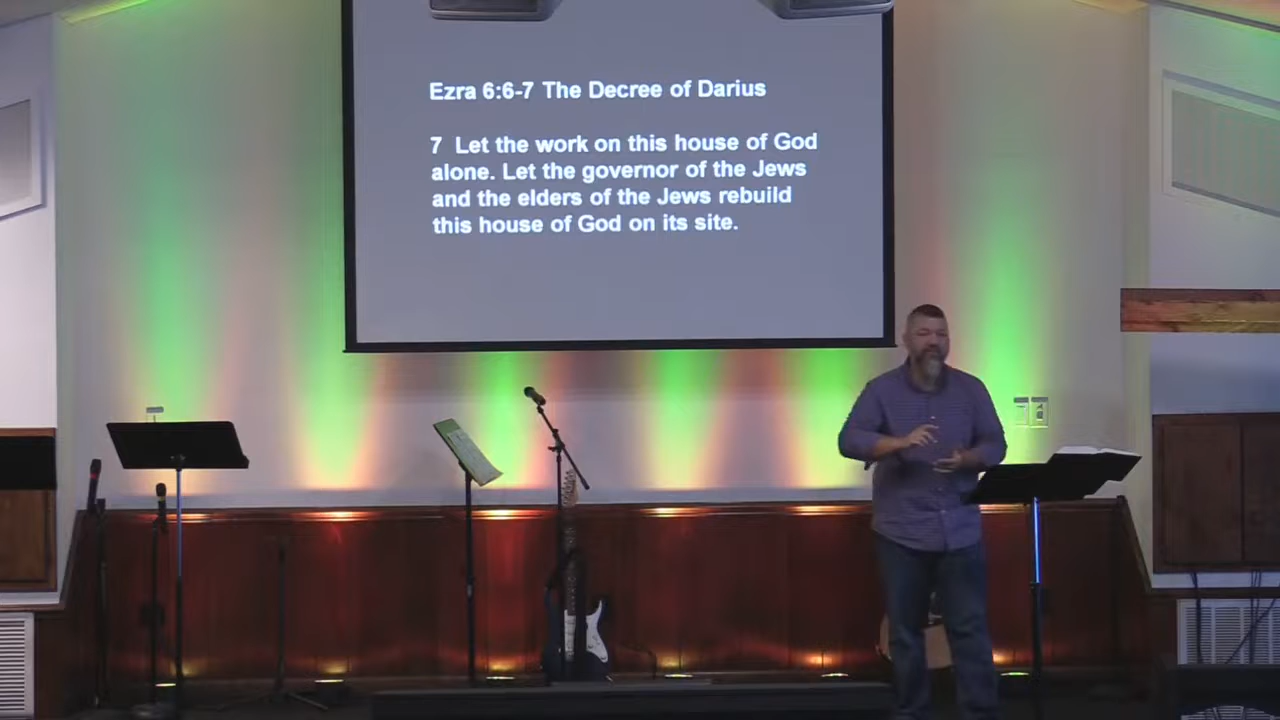 Ezra 6:6-7 The Decree of Darius
7 Let the work on this house of God
alone. Let the governor of the Jews
and the elders of the Jews rebuild
this house of God on its site.